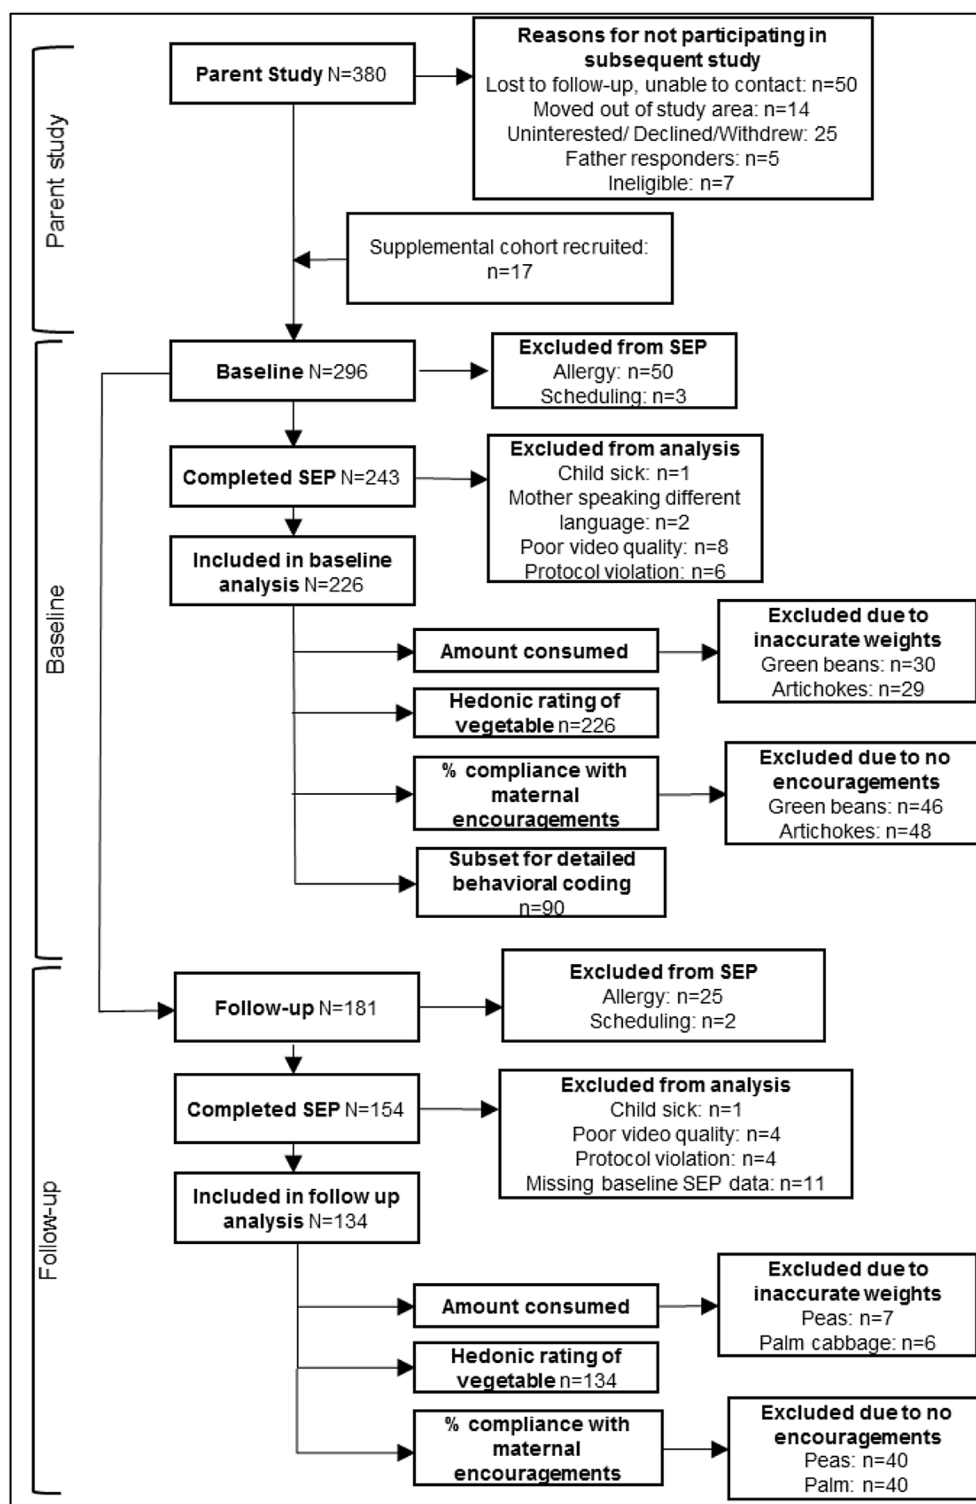 Parent study
Parent Study N=380
Reasons for not participating in
subsequent study
Lost to follow-up, unable to contact: n=50
Moved out of study area: n=14
Uninterested/ Declined/Withdrew: 25
Father responders: n=5
Ineligible: n=7
Supplemental cohort recruited:
n=17
Baseline
Baseline N=296
Excluded from SEP
Allergy: n=50
Scheduling: n=3
Completed SEP N=243
Excluded from analysis
Child sick: n=1
Mother speaking different
language: n=2
Poor video quality: n=8
Protocol violation: n=6
Included in baseline
analysis N=226
Amount consumed
Excluded due to
inaccurate weights
Green beans: n=30
Artichokes: n=29
Hedonic rating of
vegetable n=226
% compliance with
maternal
encouragements
Excluded due to no
encouragements
Green beans: n=46
Artichokes: n=48
Subset for detailed
behavioral coding
n=90
Follow-up
Follow-up N=181
Excluded from SEP
Allergy: n=25
Scheduling: n=2
Completed SEP N=154
Excluded from analysis
Child sick: n=1
Poor video quality: n=4
Protocol violation: n=4
Missing baseline SEP data: n=11
Included in follow up
analysis N=134
Amount consumed
Excluded due to
inaccurate weights
Peas: n=7
Palm cabbage: n=6
Hedonic rating of
vegetable n=134
% compliance with
maternal
encouragements
Excluded due to no
encouragements
Peas: n=40
Palm: n=40